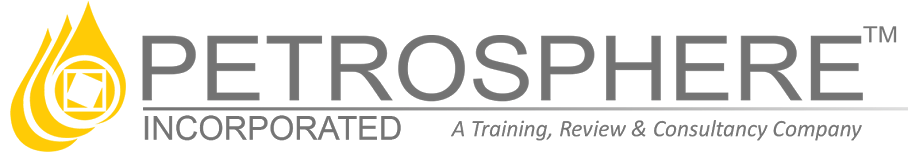 PETROSPHERE™
INCORPORATED A Training, Review & Consultancy Company